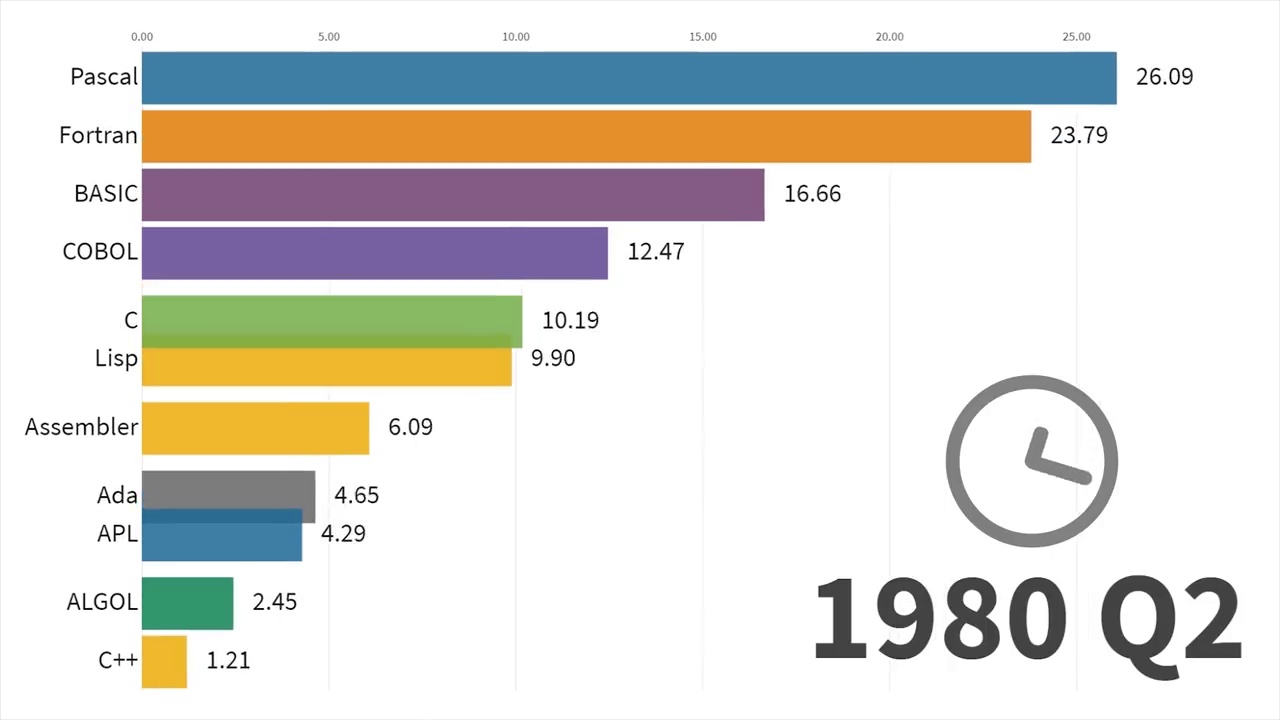 0.00 5.00 10.00 15.00 20.00 25.00
Pascal 26.09
Fortran 23.79
BASIC 16.66
COBOL 12.47
C 10.19
Lisp 9.90
Assembler 6.09
Ada 4.65
APL 4.29
ALGOL 2.45
C++ 1.21
1980 Q2